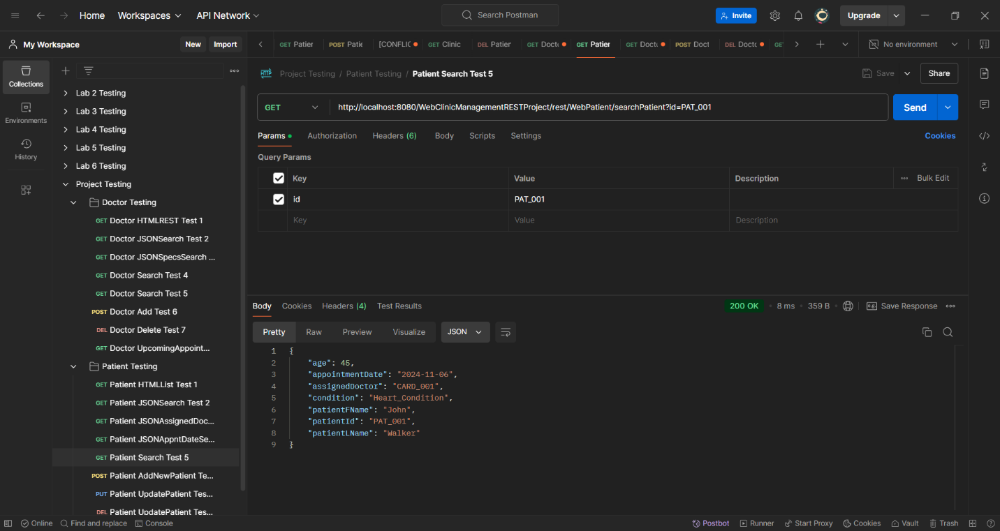 Home Workspaces API Network Search Postman Invite Upgrade
My Workspace New Import GET Patier POST Patie [CONFLIC GET Clinic DEL Patier GET Docto GET Patier GET Docto POST Doct DEL Docto GE No environment
Collections
Environments
History
Lab 2 Testing
Lab 3 Testing
Lab 4 Testing
Lab 5 Testing
Lab 6 Testing
Project Testing
Doctor Testing
GET Doctor HTMLREST Test 1
GET Doctor JSONSearch Test 2
GET Doctor JSONSpecsSearch ...
GET Doctor Search Test 4
GET Doctor Search Test 5
POST Doctor Add Test 6
DEL Doctor Delete Test 7
GET Doctor UpcomingAppoint...
Patient Testing
GET Patient HTMLList Test 1
GET Patient JSONSearch Test 2
GET Patient JSONAssignedDoc...
GET Patient JSONAppntDateSe...
GET Patient Search Test 5
POST Patient AddNewPatient Te...
PUT Patient UpdatePatient Tes...
DEL Patient UpdatePatient Tes...
HTTP Project Testing / Patient Testing / Patient Search Test 5 Save Share
GET http://localhost:8080/WebClinicManagementRESTProject/rest/WebPatient/searchPatient?id=PAT_001 Send
Params Authorization Headers (6) Body Scripts Settings Cookies
Query Params
Key Value Description Bulk Edit
id PAT_001
Key Value Description
Body Cookies Headers (4) Test Results 200 OK 8 ms 359 B e.g. Save Response
Pretty Raw Preview Visualize JSON
1 {
2 "age": 45,
3 "appointmentDate": "2024-11-06",
4 "assignedDoctor": "CARD_001",
5 "condition": "Heart_Condition",
6 "patientFName": "John",
7 "patientId": "PAT_001",
8 "patientLName": "Walker"
9 }
Online Find and replace Console Postbot Runner Start Proxy Cookies Vault Trash